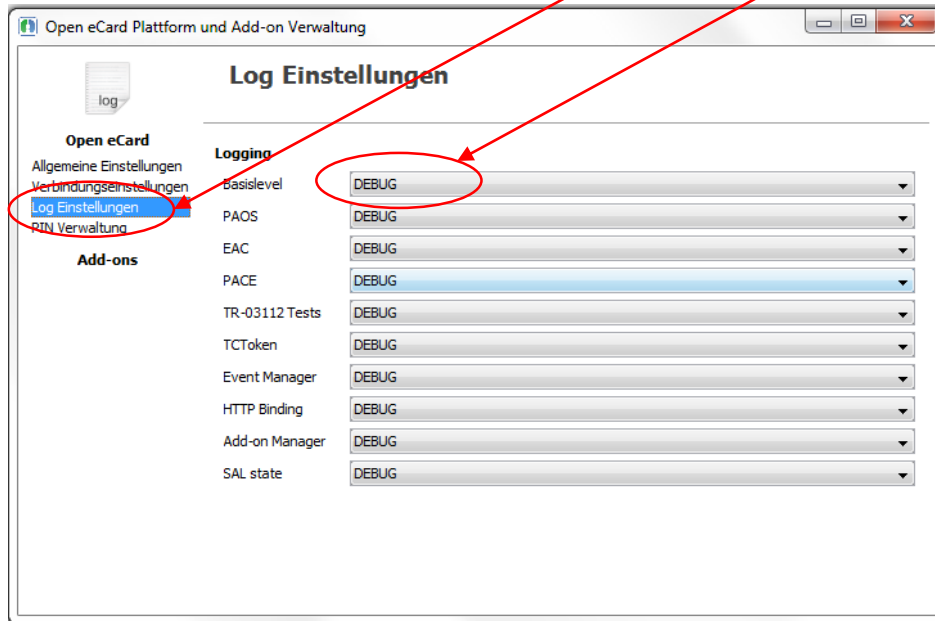 Open eCard Plattform und Add-on Verwaltung
log
Log Einstellungen
Open eCard
Allgemeine Einstellungen
Verbindungseinstellungen
Log Einstellungen
PIN Verwaltung
Add-ons
Logging
Basislevel DEBUG
PAOS DEBUG
EAC DEBUG
PACE DEBUG
TR-03112 Tests DEBUG
TCToken DEBUG
Event Manager DEBUG
HTTP Binding DEBUG
Add-on Manager DEBUG
SAL state DEBUG